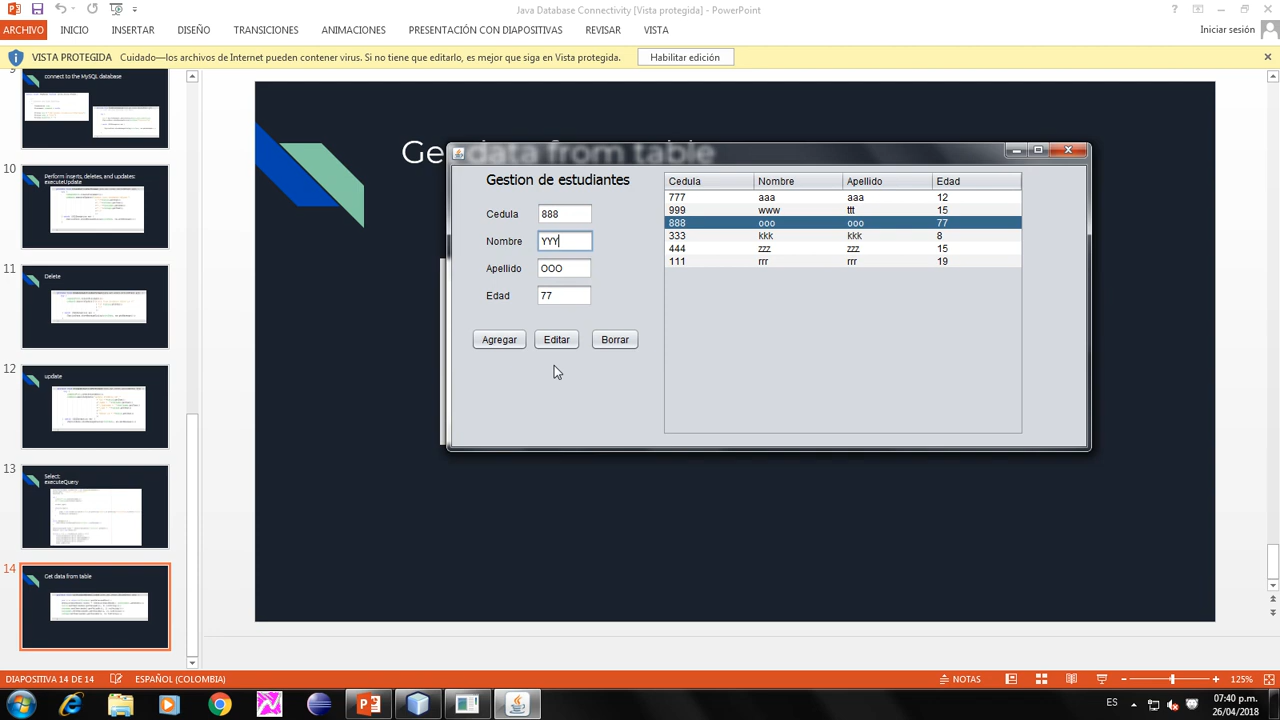 Java Database Connectivity [Vista protegida] - PowerPoint
ARCHIVO INICIO INSERTAR DISEÑO TRANSICIONES ANIMACIONES PRESENTACIÓN CON DIAPOSITIVAS REVISAR VISTA Iniciar sesión
VISTA PROTEGIDA Cuidado—los archivos de Internet pueden contener virus. Si no tiene que editarlo, es mejor que siga en Vista protegida. Habilitar edición
9
connect to the MySQL database
10
Perform inserts, deletes, and updates:
executeUpdate
11
Delete
12
update
13
Select:
executeQuery
14
Get data from table
from table
Gestion de estudiantes
Cedula 888
Nombre YYY
Apellido OOO
Edad 77
Agregar Editar Borrar
Cedula Nombre Apellido Edad
777 aaa aaa 12
999 www ttt 15
888 ooo ooo 77
333 kkk kkk 8
444 zzz zzz 15
111 rrr rrr 19
DIAPOSITIVA 14 DE 14 ESPAÑOL (COLOMBIA) NOTAS 125%
ES 07:40 p.m.
26/04/2018